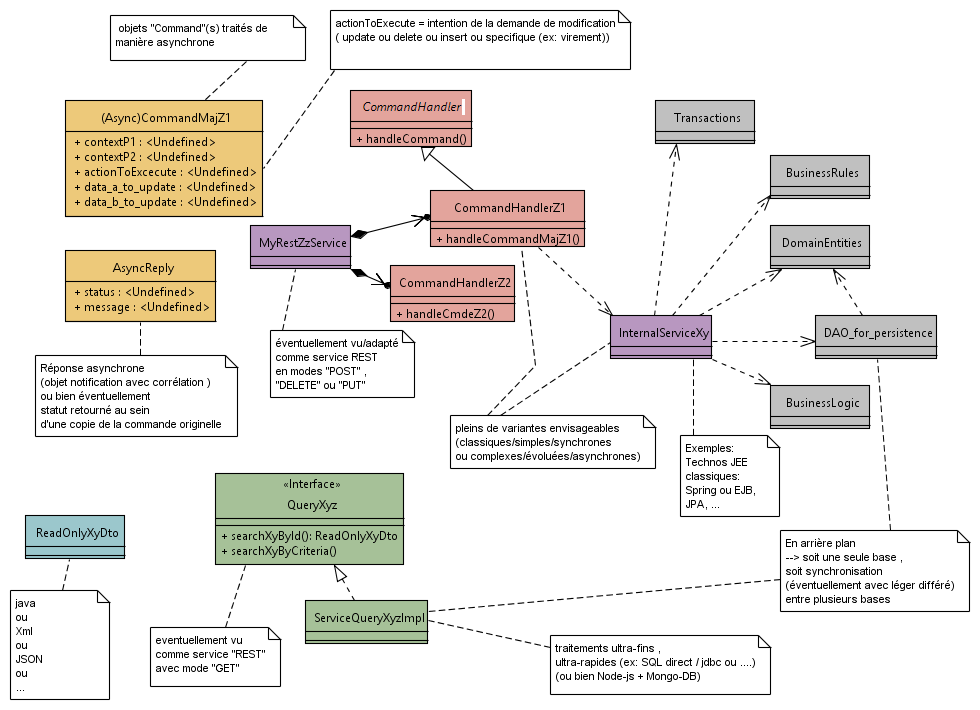 objets "Command"(s) traités de
manière asynchrone
actionToExecute = intention de la demande de modification
( update ou delete ou insert ou specifique (ex: virement))
(Async)CommandMajZ1
+ contextP1 : <Undefined>
+ contextP2 : <Undefined>
+ actionToExcecute : <Undefined>
+ data_a_to_update : <Undefined>
+ data_b_to_update : <Undefined>
CommandHandler
+ handleCommand()
Transactions
BusinessRules
CommandHandlerZ1
+ handleCommandMajZ1()
MyRestZzService
DomainEntities
AsyncReply
+ status : <Undefined>
+ message : <Undefined>
CommandHandlerZ2
+ handleCmdeZ2()
InternalServiceXy
DAO_for_persistence
éventuellement vu/adapté
comme service REST
en modes "POST" ,
"DELETE" ou "PUT"
Réponse asynchrone
(objet notification avec corrélation )
ou bien éventuellement
statut retourné au sein
d'une copie de la commande originelle
BusinessLogic
pleins de variantes envisageables
(classiques/simples/synchrones
ou complexes/évoluées/asynchrones)
Exemples:
Technos JEE
classiques:
Spring ou EJB,
JPA, ...
«Interface»
QueryXyz
+ searchXyById(): ReadOnlyXyDto
+ searchXyByCriteria()
ReadOnlyXyDto
En arrière plan
--> soit une seule base ,
soit synchronisation
(éventuellement avec léger différé)
entre plusieurs bases
java
ou
Xml
ou
JSON
ou
...
ServiceQueryXyzImpl
eventuellement vu
comme service "REST"
avec mode "GET"
traitements ultra-fins ,
ultra-rapides (ex: SQL direct / jdbc ou ....)
(ou bien Node-js + Mongo-DB)